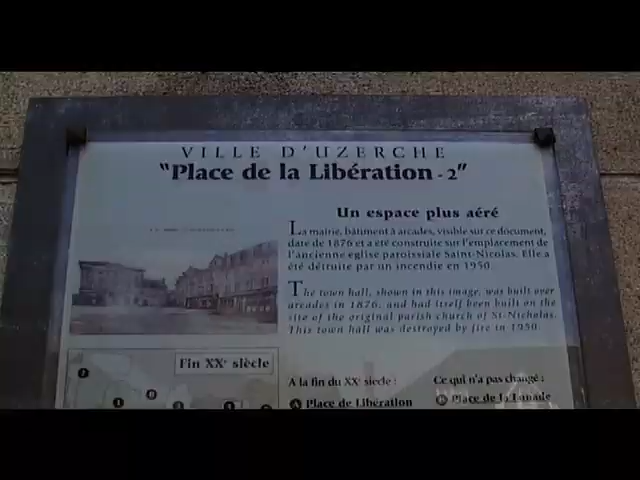 VILLE D'UZERCHE
"Place de la Libération - 2"
Un espace plus aéré
La mairie, bâtiment à arcades, visible sur ce document,
date de 1876 et a été construite sur l'emplacement de
l'ancienne église paroissiale Saint-Nicolas. Elle a
été détruite par un incendie en 1950.
The town hall, shown in this image, was built over
arcades in 1876, and had itself been built on the
site of the original parish church of St-Nicholas.
This town hall was destroyed by fire in 1950.
Fin XXe siècle
A la fin du XXe siècle :
A Place de Libération
Ce qui n'a pas changé :
Place de la Lunade